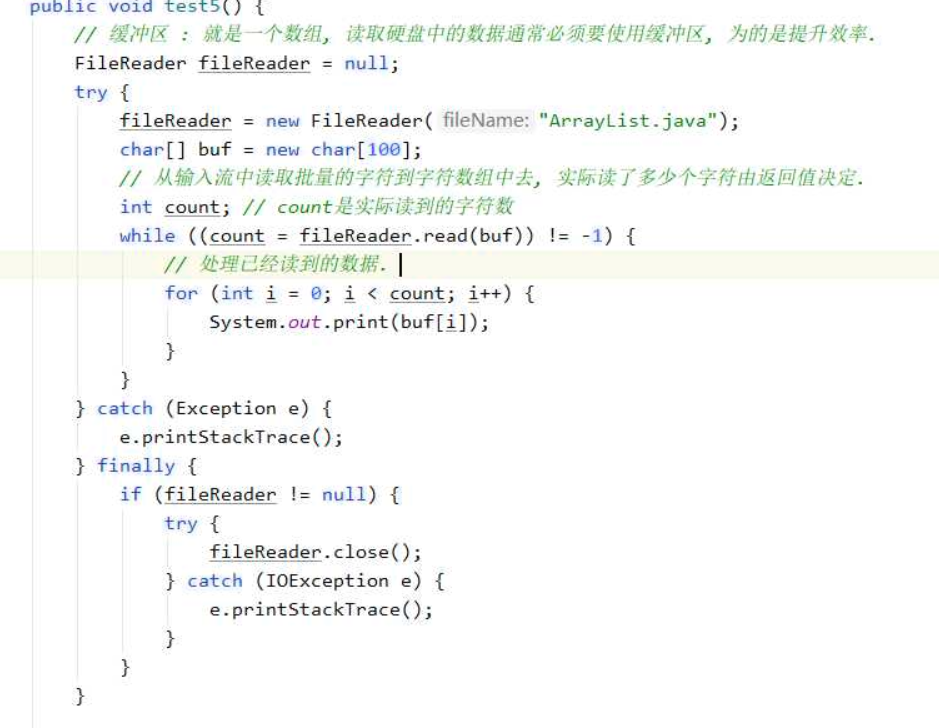 public void test5() {
// 缓冲区 : 就是一个数组, 读取硬盘中的数据通常必须要使用缓冲区, 为的是提升效率.
FileReader fileReader = null;
try {
fileReader = new FileReader( fileName: "ArrayList.java");
char[] buf = new char[100];
// 从输入流中读取批量的字符到字符数组中去, 实际读了多少个字符由返回值决定.
int count; // count是实际读到的字符数
while ((count = fileReader.read(buf)) != -1) {
// 处理已经读到的数据.
for (int i = 0; i < count; i++) {
System.out.print(buf[i]);
}
}
} catch (Exception e) {
e.printStackTrace();
} finally {
if (fileReader != null) {
try {
fileReader.close();
} catch (IOException e) {
e.printStackTrace();
}
}
}